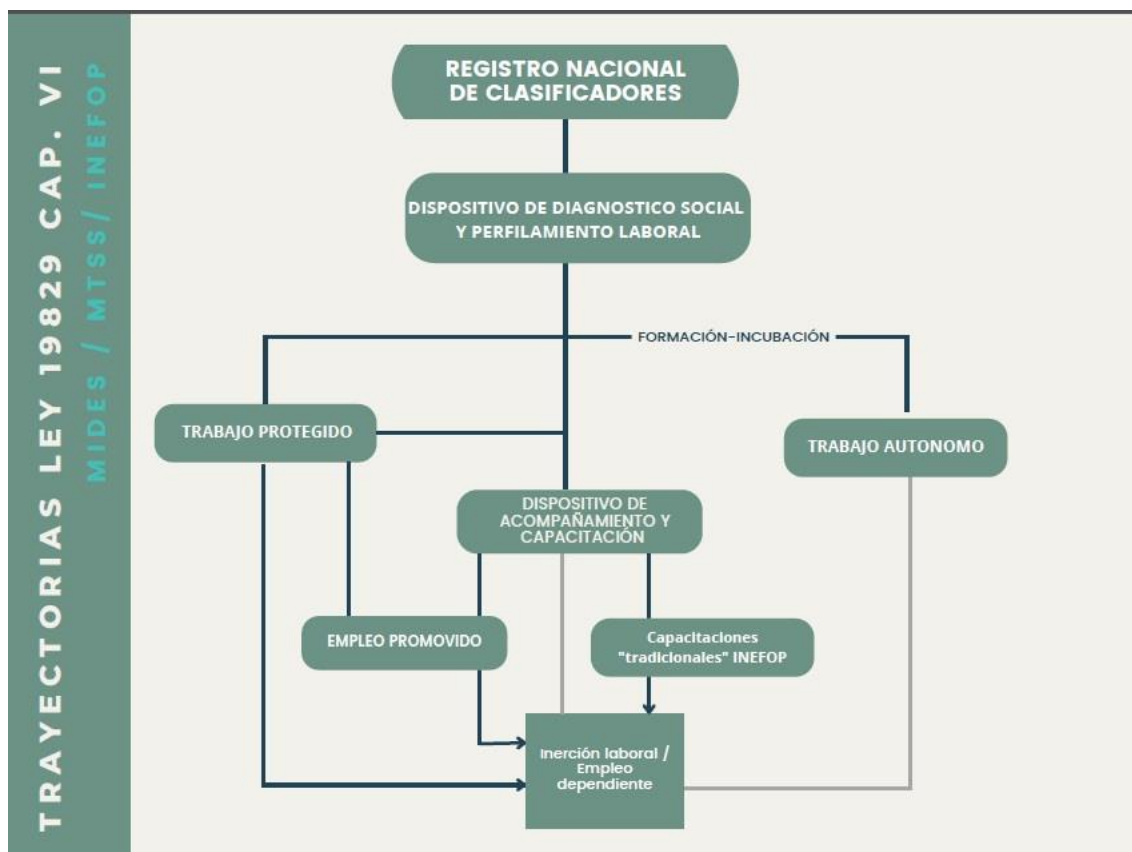 TRAYECTORIAS LEY 19829 CAP. VI
MIDES / MTSS/ INEFOP
REGISTRO NACIONAL
DE CLASIFICADORES
DISPOSITIVO DE DIAGNOSTICO SOCIAL
Y PERFILAMIENTO LABORAL
FORMACIÓN-INCUBACIÓN
TRABAJO PROTEGIDO
TRABAJO AUTONOMO
DISPOSITIVO DE
ACOMPAÑAMIENTO Y
CAPACITACIÓN
EMPLEO PROMOVIDO
Capacitaciones
"tradicionales" INEFOP
Inerción laboral /
Empleo
dependiente